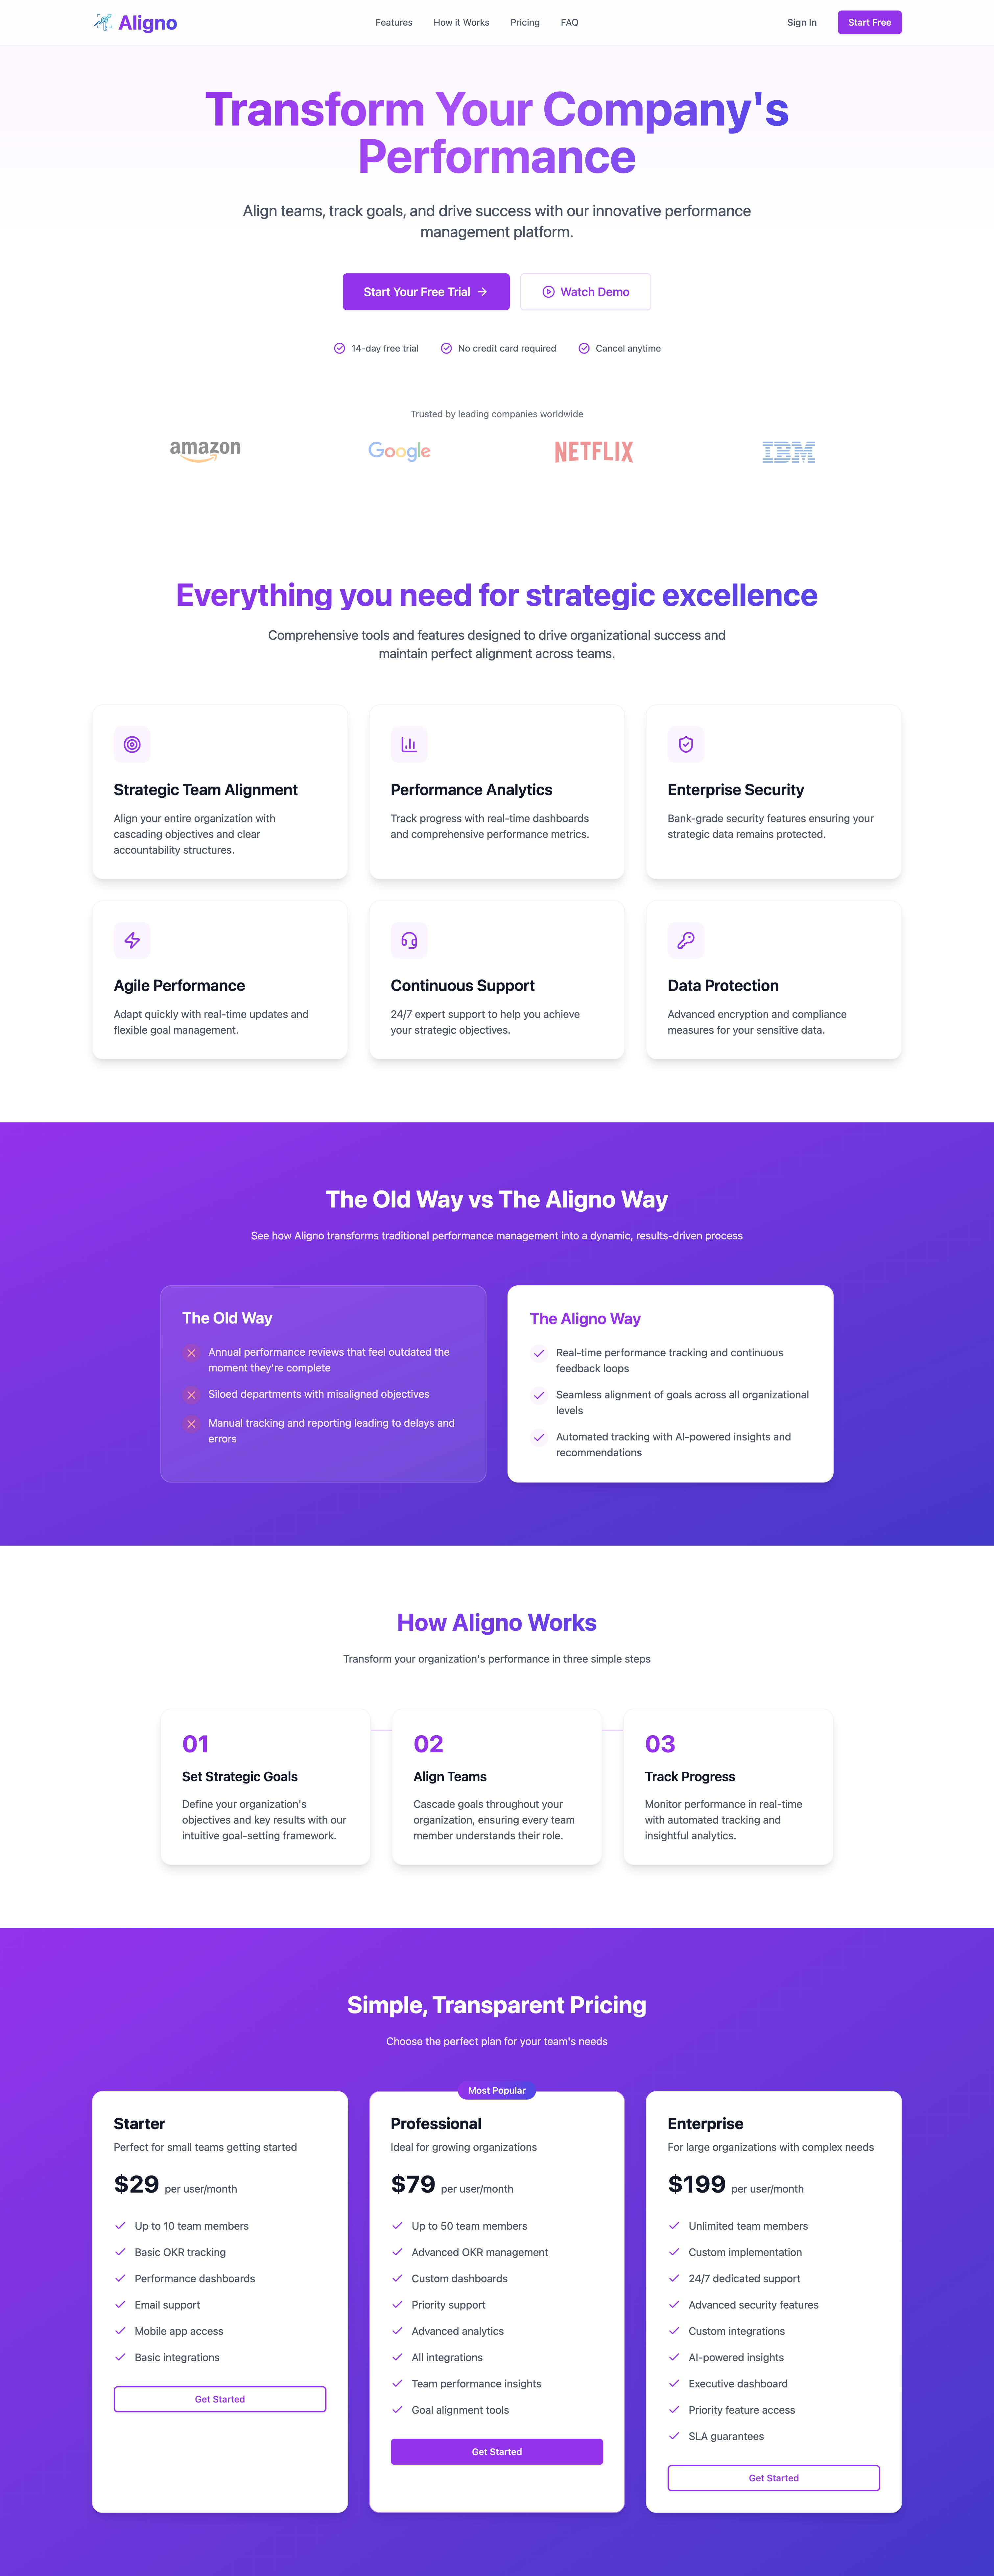 Aligno
Features
How it Works
Pricing
FAQ
Sign In
Start Free
Transform Your Company's
Performance
Align teams, track goals, and drive success with our innovative performance
management platform.
Start Your Free Trial
Watch Demo
14-day free trial
No credit card required
Cancel anytime
Trusted by leading companies worldwide
amazon
Google
NETFLIX
IBM
Everything you need for strategic excellence
Comprehensive tools and features designed to drive organizational success and
maintain perfect alignment across teams.
Strategic Team Alignment
Align your entire organization with
cascading objectives and clear
accountability structures.
Performance Analytics
Track progress with real-time dashboards
and comprehensive performance metrics.
Enterprise Security
Bank-grade security features ensuring your
strategic data remains protected.
Agile Performance
Adapt quickly with real-time updates and
flexible goal management.
Continuous Support
24/7 expert support to help you achieve
your strategic objectives.
Data Protection
Advanced encryption and compliance
measures for your sensitive data.
The Old Way vs The Aligno Way
See how Aligno transforms traditional performance management into a dynamic, results-driven process
The Old Way
Annual performance reviews that feel outdated the
moment they're complete
Siloed departments with misaligned objectives
Manual tracking and reporting leading to delays and
errors
The Aligno Way
Real-time performance tracking and continuous
feedback loops
Seamless alignment of goals across all organizational
levels
Automated tracking with AI-powered insights and
recommendations
How Aligno Works
Transform your organization's performance in three simple steps
01
Set Strategic Goals
Define your organization's
objectives and key results with our
intuitive goal-setting framework.
02
Align Teams
Cascade goals throughout your
organization, ensuring every team
member understands their role.
03
Track Progress
Monitor performance in real-time
with automated tracking and
insightful analytics.
Simple, Transparent Pricing
Choose the perfect plan for your team's needs
Starter
Perfect for small teams getting started
$29 per user/month
Up to 10 team members
Basic OKR tracking
Performance dashboards
Email support
Mobile app access
Basic integrations
Get Started
Most Popular
Professional
Ideal for growing organizations
$79 per user/month
Up to 50 team members
Advanced OKR management
Custom dashboards
Priority support
Advanced analytics
All integrations
Team performance insights
Goal alignment tools
Get Started
Enterprise
For large organizations with complex needs
$199 per user/month
Unlimited team members
Custom implementation
24/7 dedicated support
Advanced security features
Custom integrations
AI-powered insights
Executive dashboard
Priority feature access
SLA guarantees
Get Started